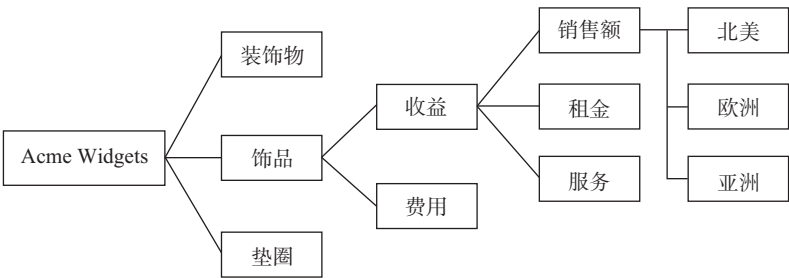 Acme Widgets
装饰物
饰品
垫圈
收益
费用
销售额
租金
服务
北美
欧洲
亚洲